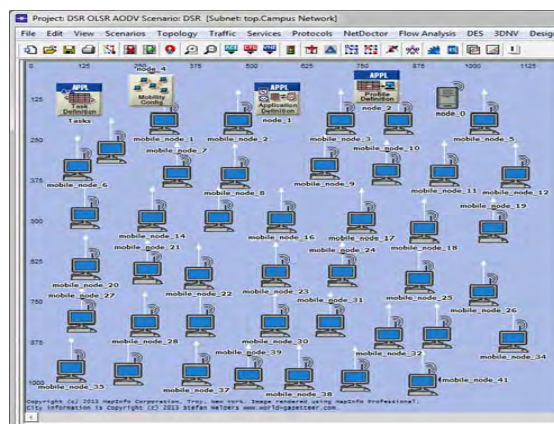 Project: DSR OLSR AODV Scenario: DSR [Subnet: top.Campus Network]
File Edit View Scenarios Topology Traffic Services Protocols NetDoctor Flow Analysis DES 3DNV Design
0 125 250 375 500 625 750 875 1000 1125
node_4
APPL APPL APPL
Task Definition Mobility Config Application Definition Profile Definition
125
Tasks node_1 node_2 node_0
250
mobile_node_1 mobile_node_2 mobile_node_3 mobile_node_5
mobile_node_7 mobile_node_10
375
mobile_node_6 mobile_node_8 mobile_node_9 mobile_node_11 mobile_node_12
500
mobile_node_19
mobile_node_14 mobile_node_16 mobile_node_17 mobile_node_18
mobile_node_21 mobile_node_24
625
mobile_node_20 mobile_node_22 mobile_node_23 mobile_node_25
mobile_node_27 mobile_node_31 mobile_node_26
750
mobile_node_28 mobile_node_30 mobile_node_32 mobile_node_34
875
mobile_node_39
mobile_node_35 mobile_node_37 mobile_node_38 mobile_node_41
1000
Copyright (c) 2013 MapInfo Corporation, Troy, New York. Image rendered using MapInfo Professional.
City information is Copyright (c) 2013 Stefan Helders www.world-gazetteer.com